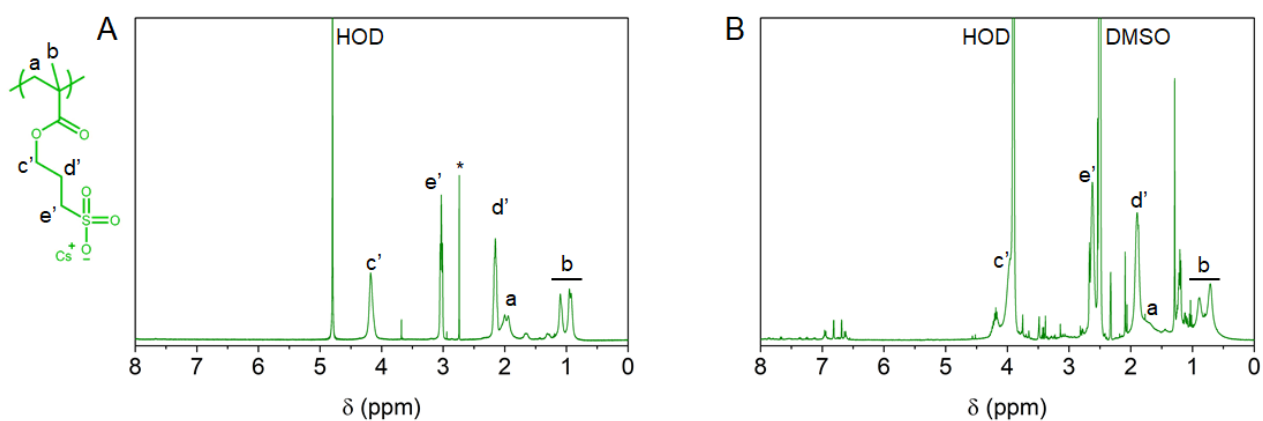 A
B
HOD
HOD
DMSO
b
a
O
O
c'
d'
e'
O
S
O
O
Cs+
–
c'
e'
*
d'
a
b
c'
e'
d'
a
b
8 7 6 5 4 3 2 1 0
δ (ppm)
8 7 6 5 4 3 2 1 0
δ (ppm)